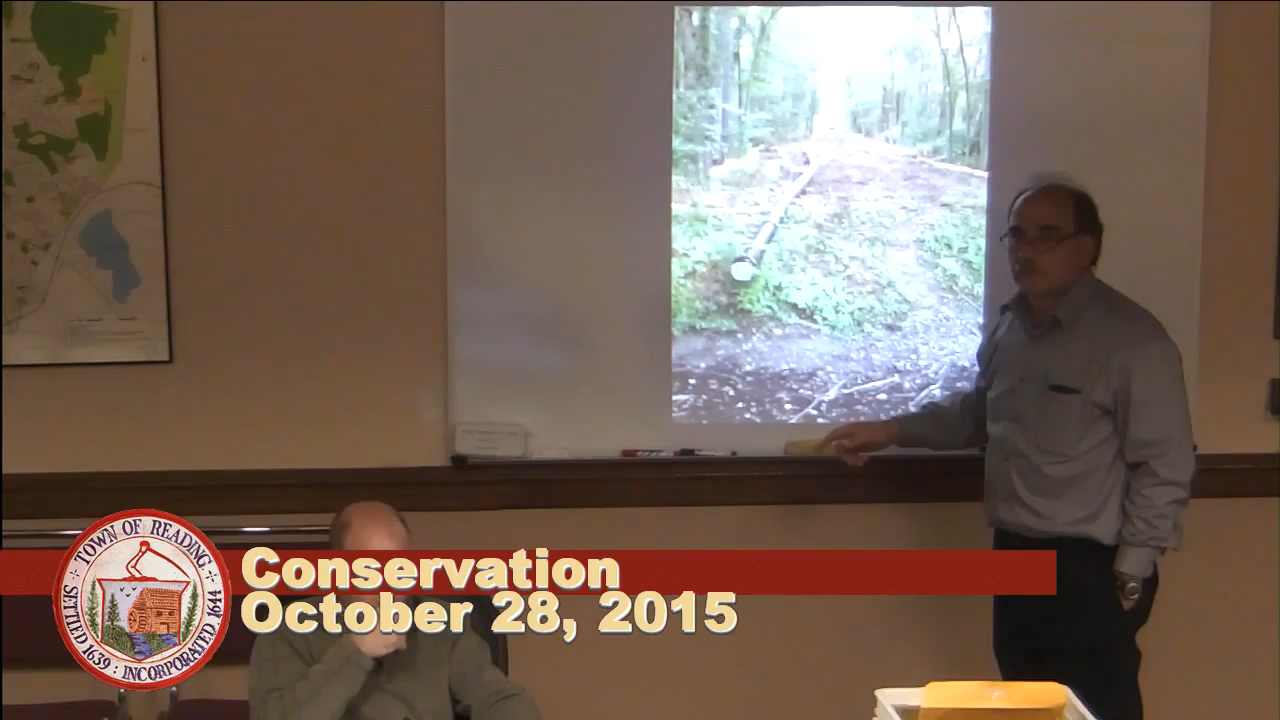 TOWN OF READING
SETTLED 1639 : INCORPORATED 1644
Conservation
October 28, 2015